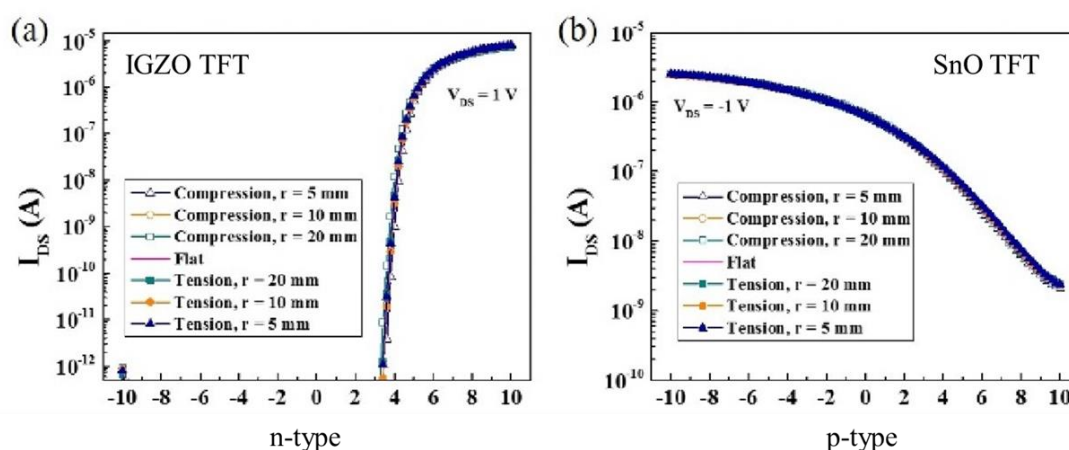 (a)
IGZO TFT
V_DS = 1 V
I_DS (A)
10^-5
10^-6
10^-7
10^-8
10^-9
10^-10
10^-11
10^-12
Compression, r = 5 mm
Compression, r = 10 mm
Compression, r = 20 mm
Flat
Tension, r = 20 mm
Tension, r = 10 mm
Tension, r = 5 mm
-10 -8 -6 -4 -2 0 2 4 6 8 10
n-type
(b)
SnO TFT
V_DS = -1 V
I_DS (A)
10^-5
10^-6
10^-7
10^-8
10^-9
10^-10
Compression, r = 5 mm
Compression, r = 10 mm
Compression, r = 20 mm
Flat
Tension, r = 20 mm
Tension, r = 10 mm
Tension, r = 5 mm
-10 -8 -6 -4 -2 0 2 4 6 8 10
p-type